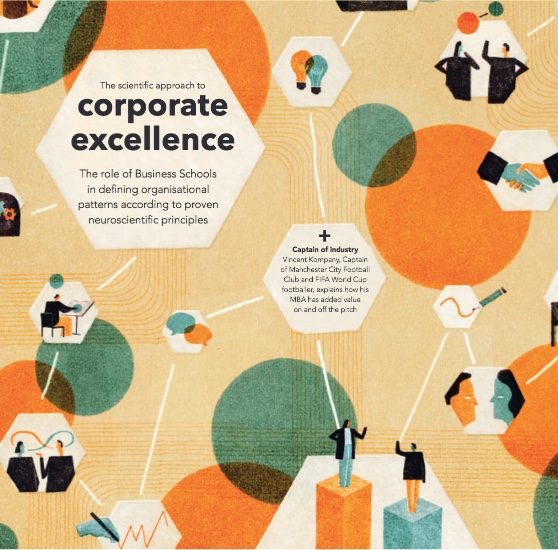 The scientific approach to
corporate
excellence
The role of Business Schools
in defining organisational
patterns according to proven
neuroscientific principles
+
Captain of industry
Vincent Kompany, Captain
of Manchester City Football
Club and FIFA World Cup
footballer, explains how his
MBA has added value
on and off the pitch